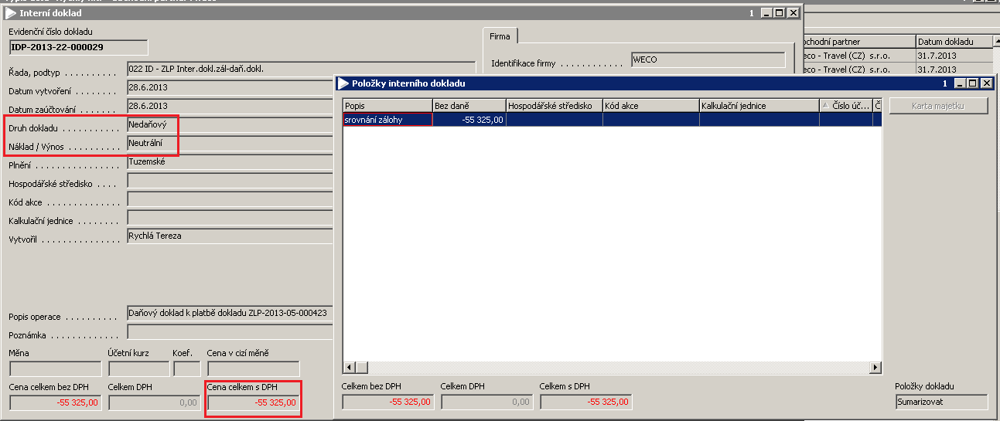 Interní doklad 1
Evidenční číslo dokladu
IDP-2013-22-000029
Řada, podtyp . . . . . . . . . . 022 ID - ZLP Inter.dokl.zál-daň.dokl.
Datum vytvoření . . . . . . . . 28.6.2013
Datum zaúčtování . . . . . . . 28.6.2013
Druh dokladu . . . . . . . . . . Nedaňový
Náklad / Výnos . . . . . . . . . Neutrální
Plnění . . . . . . . . . . . . . . . Tuzemské
Hospodářské středisko . . . .
Kód akce . . . . . . . . . . . . .
Kalkulační jednice . . . . . . . .
Vytvořil . . . . . . . . . . . . . . Rychlá Tereza
Popis operace . . . . . . . . . Daňový doklad k platbě dokladu ZLP-2013-05-000423
Poznámka . . . . . . . . . . . .
Měna Účetní kurz Koef. Cena v cizí měně
Cena celkem bez DPH Celkem DPH Cena celkem s DPH
-55 325,00 0,00 -55 325,00
Firma
Identifikace firmy . . . . . . . . . . . WECO
Obchodní partner Datum dokladu
eco - Travel (CZ) s.r.o. 31.7.2013
eco - Travel (CZ) s.r.o. 31.7.2013
Položky interního dokladu 1
Popis Bez daně Hospodářské středisko Kód akce Kalkulační jednice Číslo úč... Č
srovnání zálohy -55 325,00
Karta majetku
Celkem bez DPH Celkem DPH Celkem s DPH
-55 325,00 0,00 -55 325,00
Položky dokladu
Sumarizovat